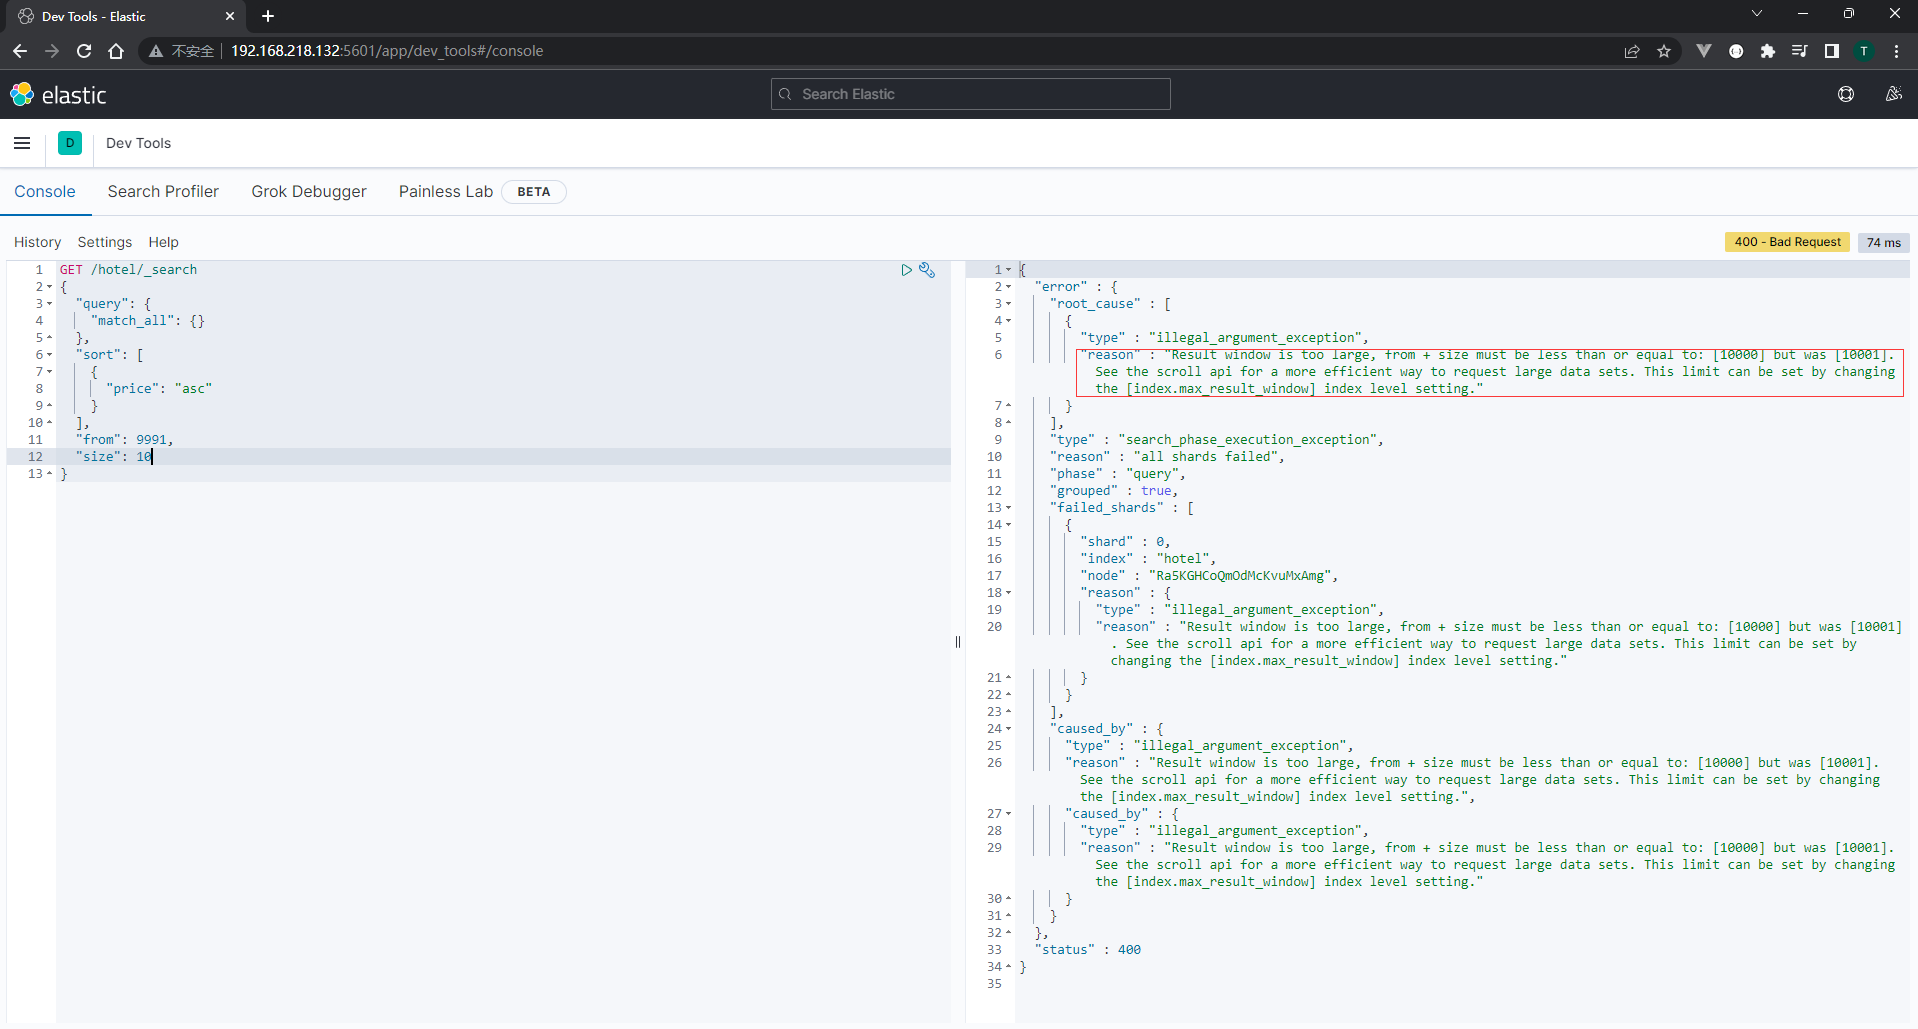 Dev Tools - Elastic
不安全 192.168.218.132:5601/app/dev_tools#/console
T
elastic
Search Elastic
D
Dev Tools
Console Search Profiler Grok Debugger Painless Lab BETA
History Settings Help
400 - Bad Request 74 ms
1 GET /hotel/_search
2 {
3 "query": {
4 "match_all": {}
5 },
6 "sort": [
7 {
8 "price": "asc"
9 }
10 ],
11 "from": 9991,
12 "size": 10
13 }
1 {
2 "error" : {
3 "root_cause" : [
4 {
5 "type" : "illegal_argument_exception",
6 "reason" : "Result window is too large, from + size must be less than or equal to: [10000] but was [10001].
See the scroll api for a more efficient way to request large data sets. This limit can be set by changing
the [index.max_result_window] index level setting."
7 }
8 ],
9 "type" : "search_phase_execution_exception",
10 "reason" : "all shards failed",
11 "phase" : "query",
12 "grouped" : true,
13 "failed_shards" : [
14 {
15 "shard" : 0,
16 "index" : "hotel",
17 "node" : "Ra5KGHCoQmOdMcKvuMxAmg",
18 "reason" : {
19 "type" : "illegal_argument_exception",
20 "reason" : "Result window is too large, from + size must be less than or equal to: [10000] but was [10001]
. See the scroll api for a more efficient way to request large data sets. This limit can be set by
changing the [index.max_result_window] index level setting."
21 }
22 }
23 ],
24 "caused_by" : {
25 "type" : "illegal_argument_exception",
26 "reason" : "Result window is too large, from + size must be less than or equal to: [10000] but was [10001].
See the scroll api for a more efficient way to request large data sets. This limit can be set by changing
the [index.max_result_window] index level setting.",
27 "caused_by" : {
28 "type" : "illegal_argument_exception",
29 "reason" : "Result window is too large, from + size must be less than or equal to: [10000] but was [10001].
See the scroll api for a more efficient way to request large data sets. This limit can be set by changing
the [index.max_result_window] index level setting."
30 }
31 }
32 },
33 "status" : 400
34 }
35